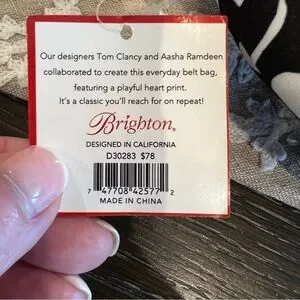 Our designers Tom Clancy and Aasha Ramdeen
collaborated to create this everyday belt bag,
featuring a playful heart print.
It's a classic you'll reach for on repeat!
Brighton®
DESIGNED IN CALIFORNIA
D30283 $78
7 47708 42577 2
MADE IN CHINA